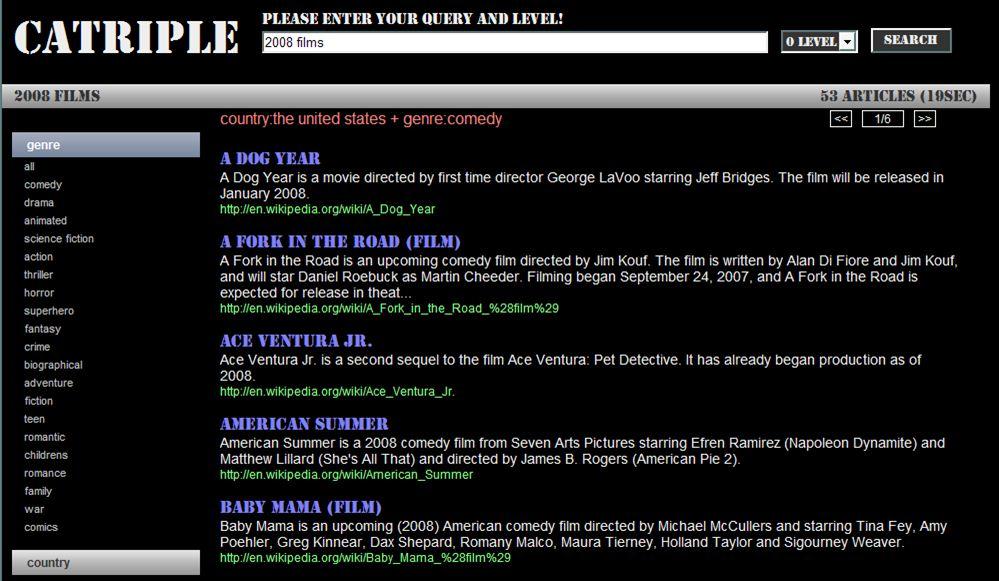 CATRIPLE
PLEASE ENTER YOUR QUERY AND LEVEL!
2008 films
0 LEVEL
SEARCH
2008 FILMS
53 ARTICLES (19SEC)
country:the united states + genre:comedy
<< 1/6 >>
genre
all
comedy
drama
animated
science fiction
action
thriller
horror
superhero
fantasy
crime
biographical
adventure
fiction
teen
romantic
childrens
romance
family
war
comics
country
A DOG YEAR
A Dog Year is a movie directed by first time director George LaVoo starring Jeff Bridges. The film will be released in
January 2008.
http://en.wikipedia.org/wiki/A_Dog_Year
A FORK IN THE ROAD (FILM)
A Fork in the Road is an upcoming comedy film directed by Jim Kouf. The film is written by Alan Di Fiore and Jim Kouf,
and will star Daniel Roebuck as Martin Cheeder. Filming began September 24, 2007, and A Fork in the Road is
expected for release in theat...
http://en.wikipedia.org/wiki/A_Fork_in_the_Road_%28film%29
ACE VENTURA JR.
Ace Ventura Jr. is a second sequel to the film Ace Ventura: Pet Detective. It has already began production as of
2008.
http://en.wikipedia.org/wiki/Ace_Ventura_Jr.
AMERICAN SUMMER
American Summer is a 2008 comedy film from Seven Arts Pictures starring Efren Ramirez (Napoleon Dynamite) and
Matthew Lillard (She's All That) and directed by James B. Rogers (American Pie 2).
http://en.wikipedia.org/wiki/American_Summer
BABY MAMA (FILM)
Baby Mama is an upcoming (2008) American comedy film directed by Michael McCullers and starring Tina Fey, Amy
Poehler, Greg Kinnear, Dax Shepard, Romany Malco, Maura Tierney, Holland Taylor and Sigourney Weaver.
http://en.wikipedia.org/wiki/Baby_Mama_%28film%29